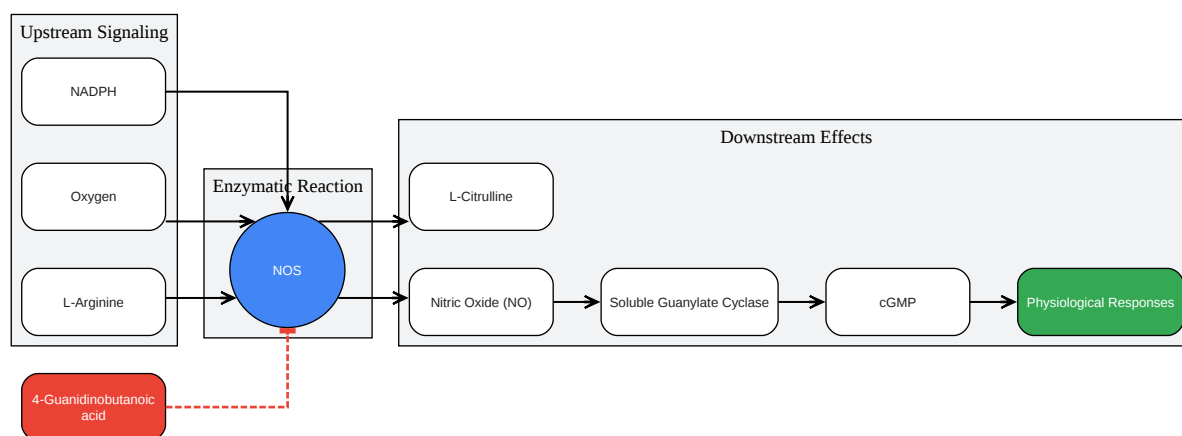 Upstream Signaling
NADPH
Oxygen
L-Arginine
4-Guanidinobutanoic
acid
Enzymatic Reaction
NOS
Downstream Effects
L-Citrulline
Nitric Oxide (NO)
Soluble Guanylate Cyclase
cGMP
Physiological Responses